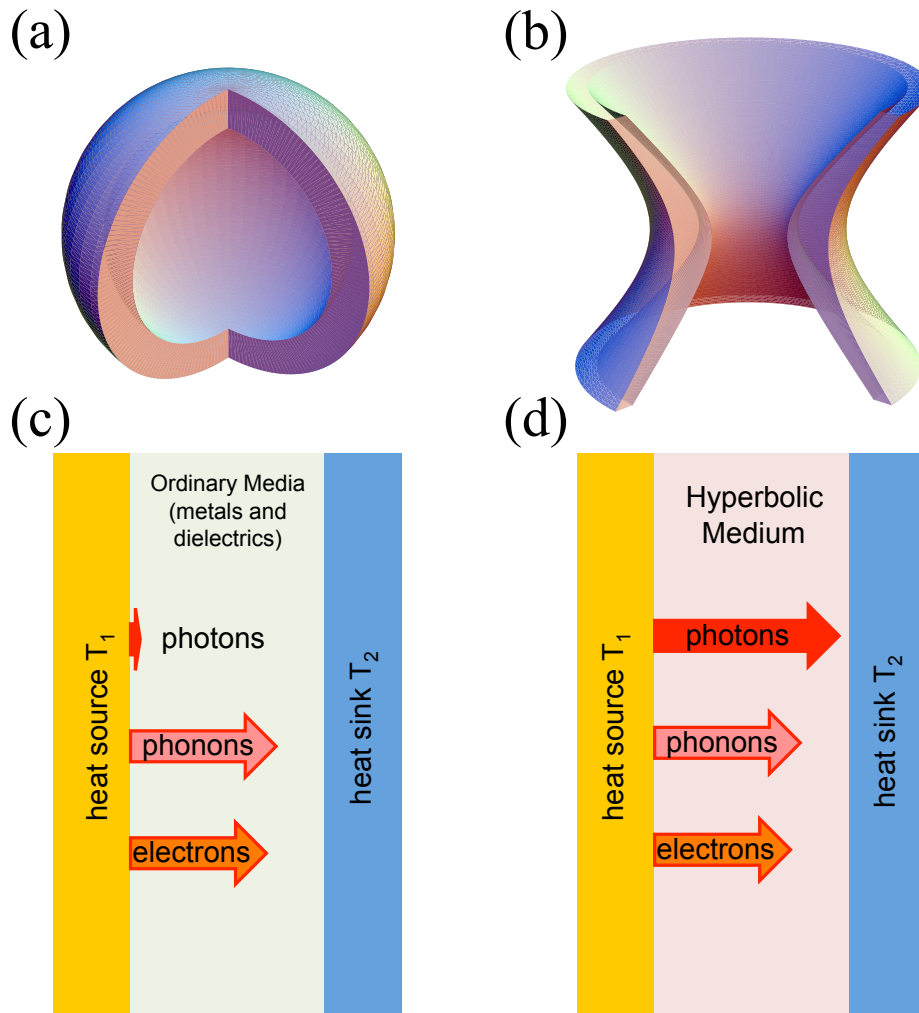 (a)
(b)
(c)
(d)
heat source T1
Ordinary Media
(metals and
dielectrics)
photons
phonons
electrons
heat sink T2
heat source T1
Hyperbolic
Medium
photons
phonons
electrons
heat sink T2